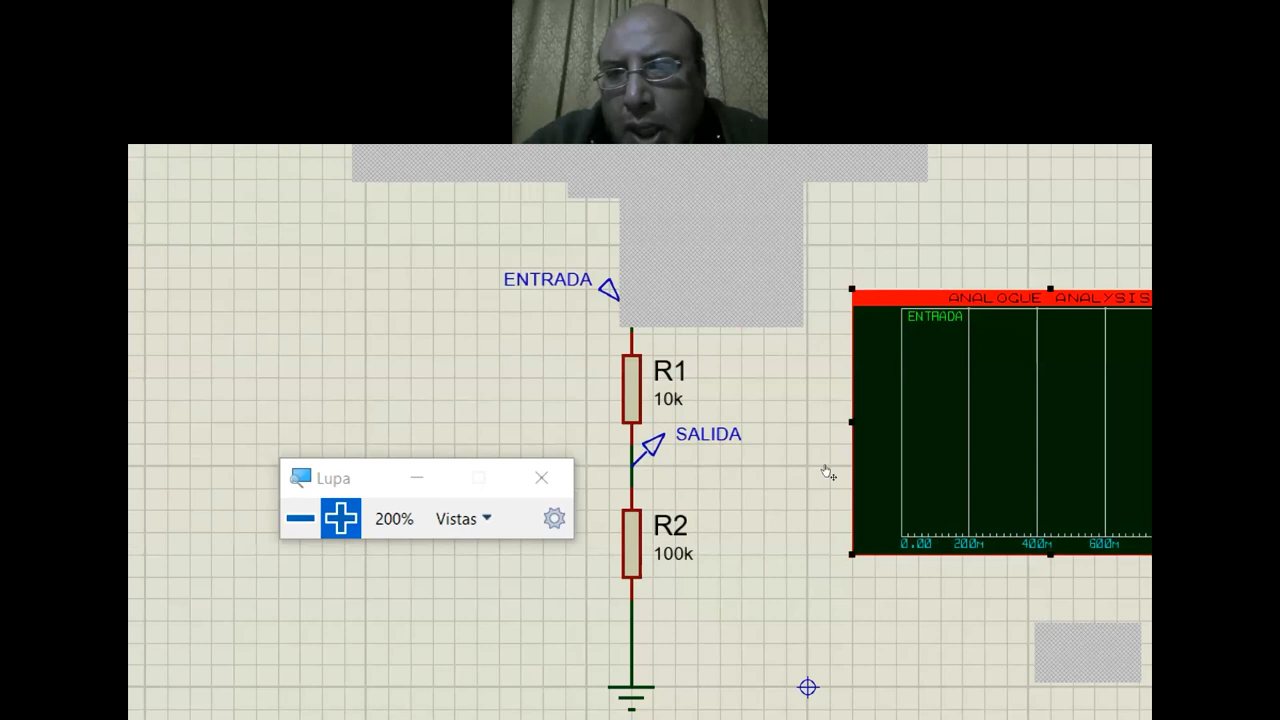 ENTRADA
ANALOGUE ANALYSIS
ENTRADA
R1
10k
SALIDA
Lupa
200% Vistas
R2
100k
0.00 200m 400m 600m